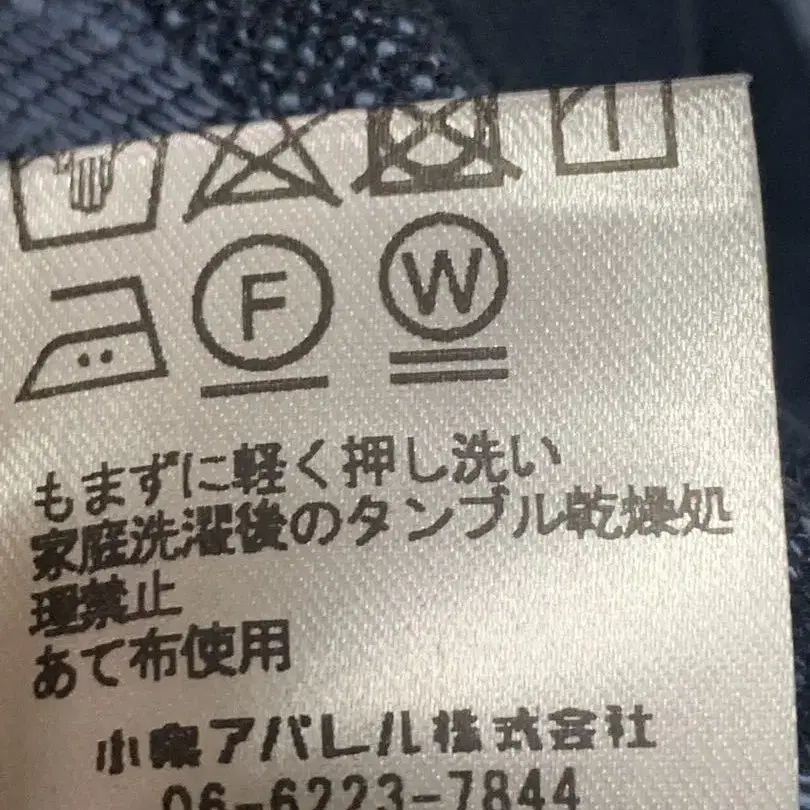 F
W
もまずに軽く押し洗い
家庭洗濯後のタンブル乾燥処
理禁止
あて布使用
小泉アパレル株式会社
06-6223-7844